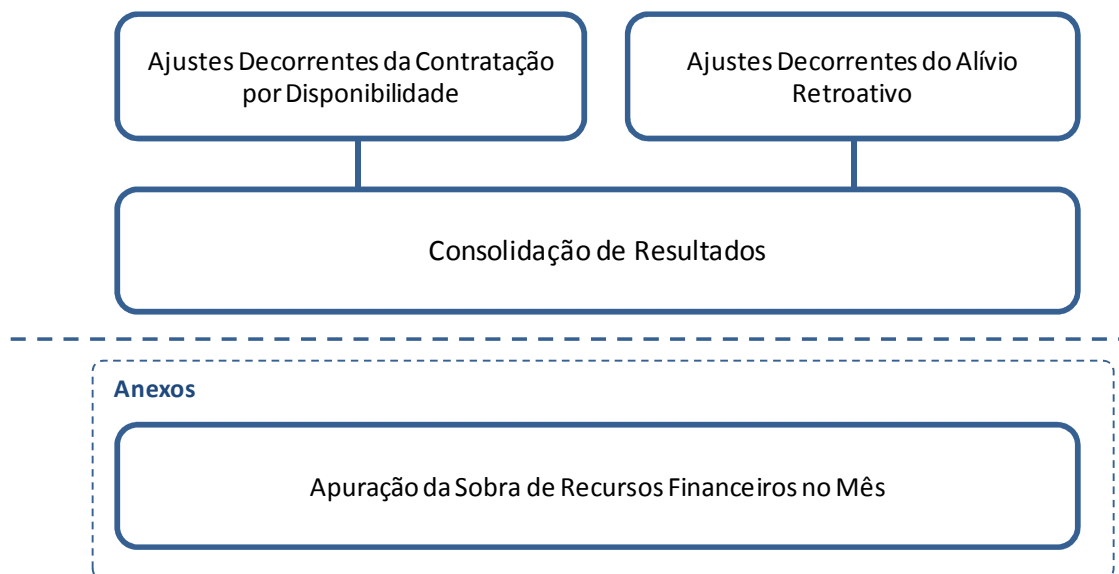 Ajustes Decorrentes da Contratação
por Disponibilidade
Ajustes Decorrentes do Alívio
Retroativo
Consolidação de Resultados
Anexos
Apuração da Sobra de Recursos Financeiros no Mês